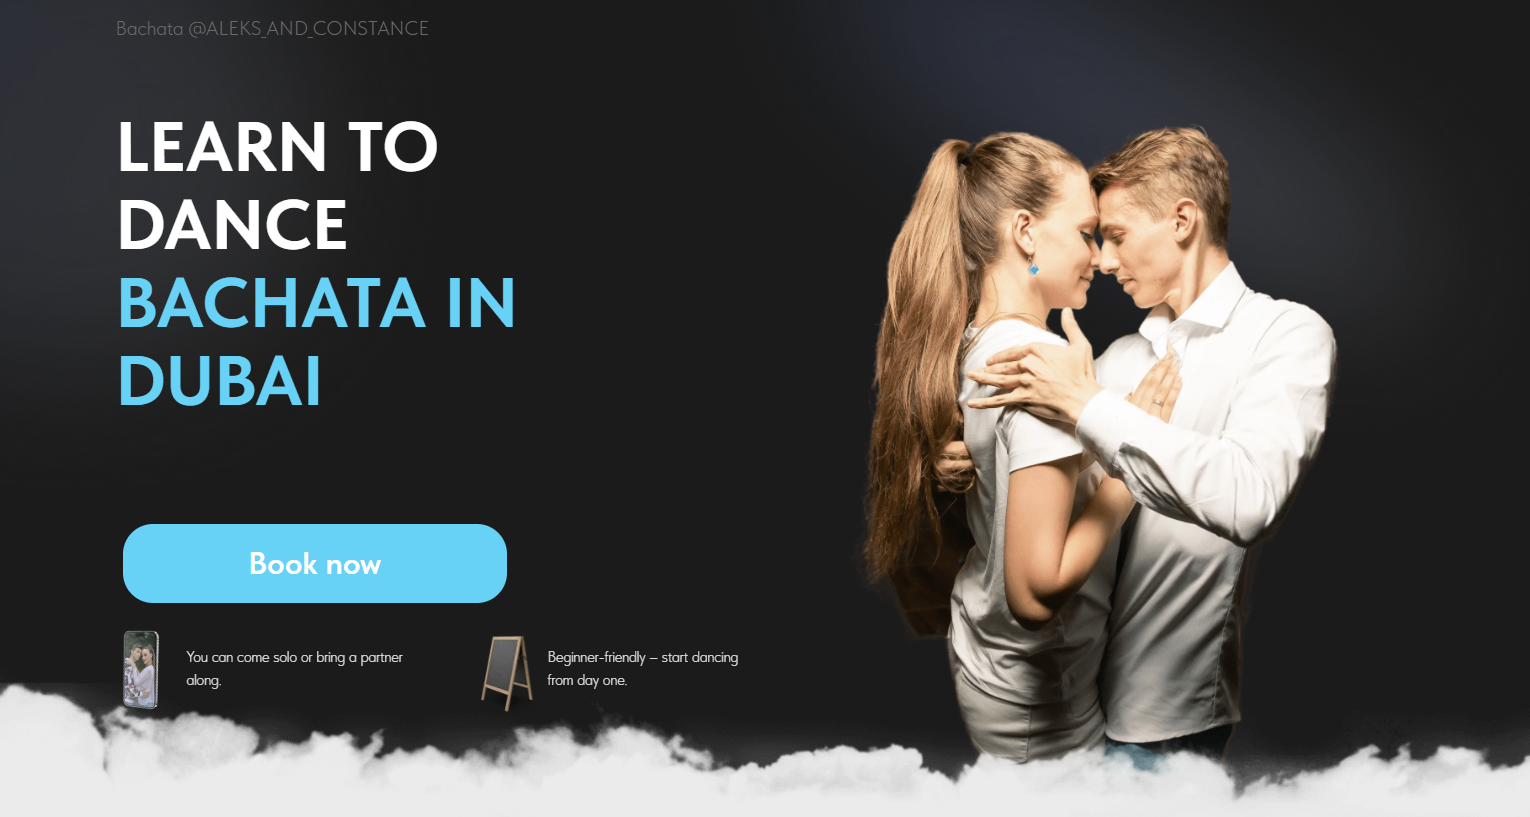 Bachata @ALEKS_AND_CONSTANCE
LEARN TO
DANCE
BACHATA IN
DUBAI
Book now
You can come solo or bring a partner
along.
Beginner-friendly – start dancing
from day one.